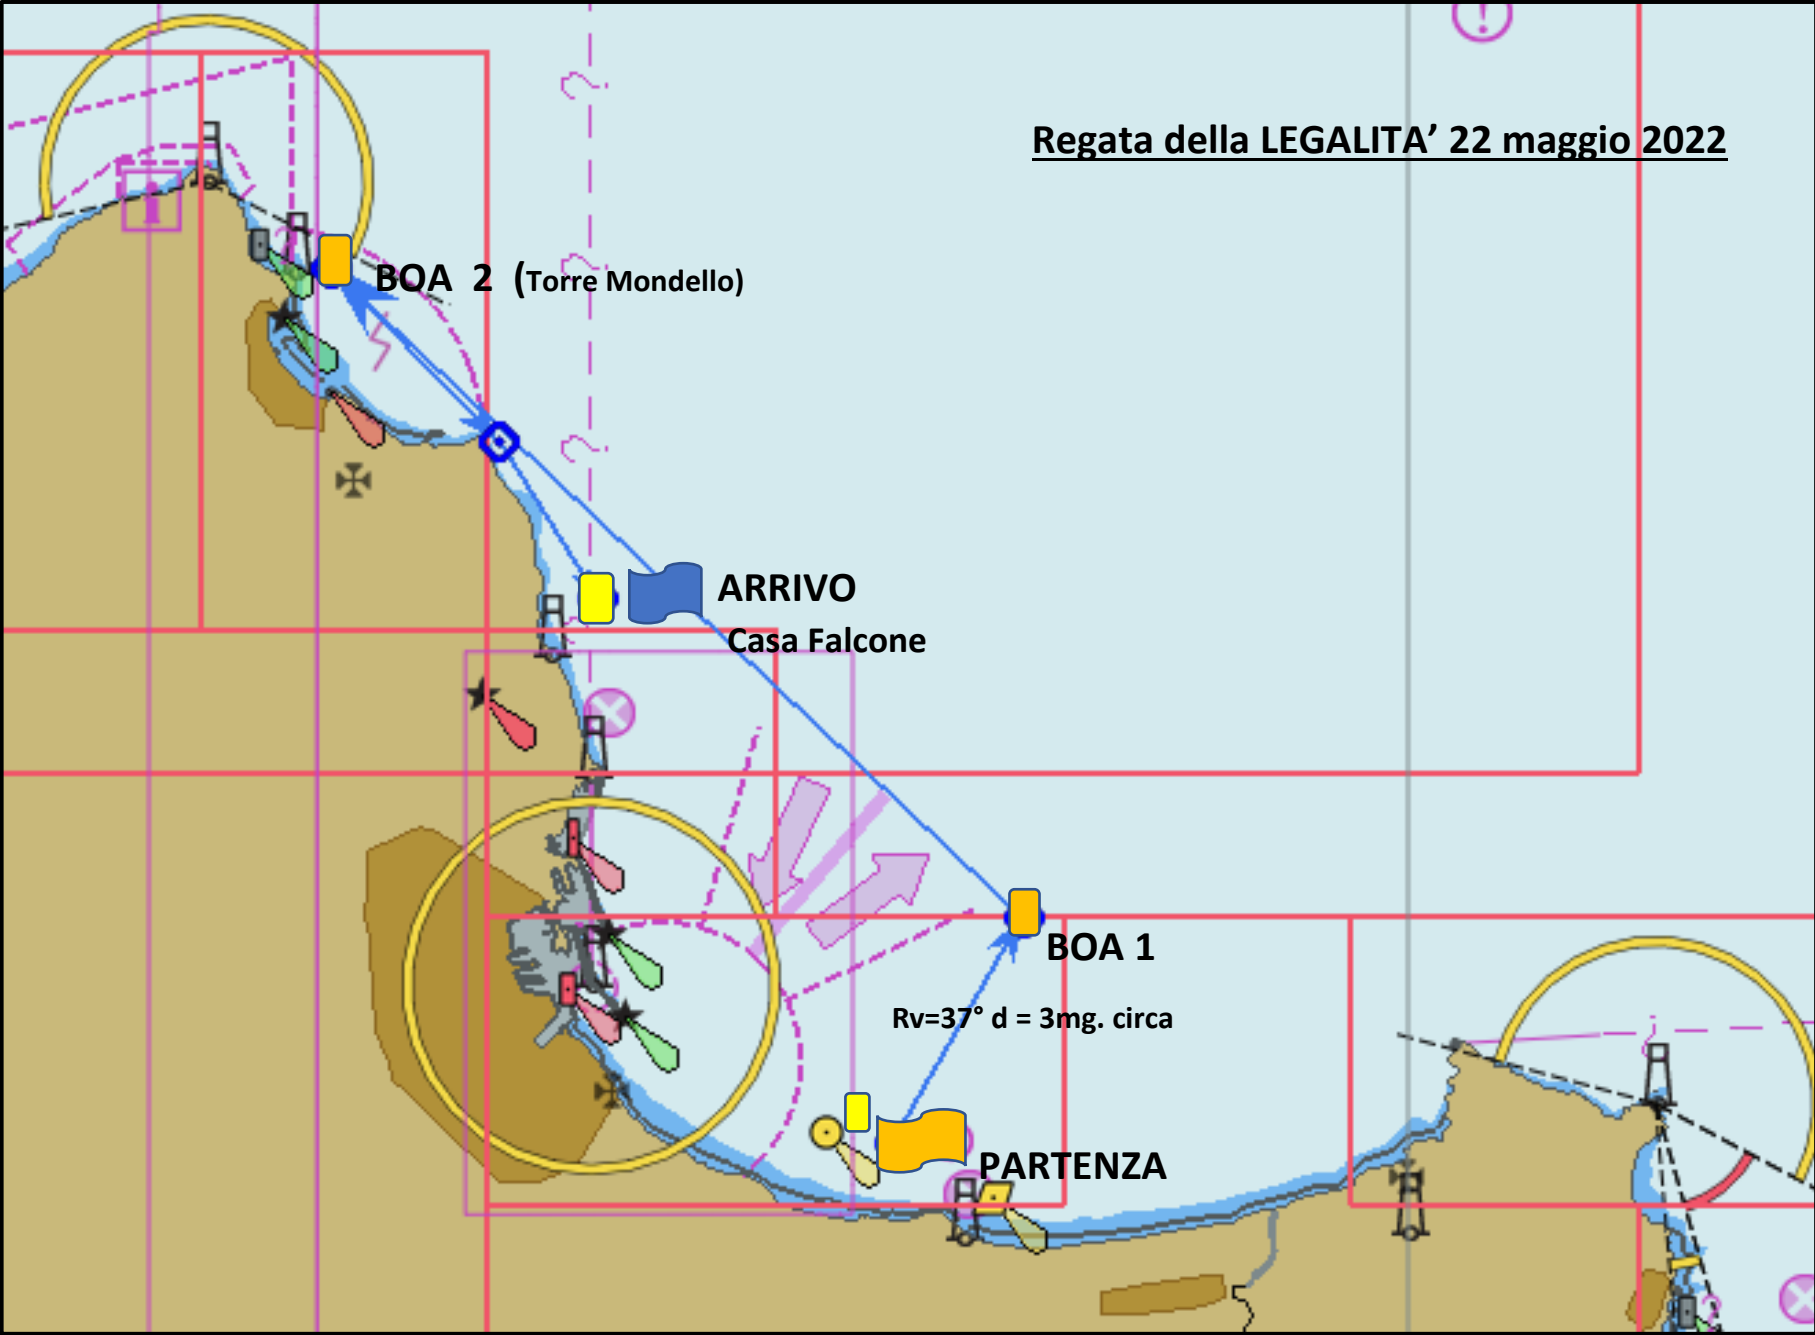 Regata della LEGALITA’ 22 maggio 2022
BOA 2 (Torre Mondello)
ARRIVO
Casa Falcone
BOA 1
Rv=37° d = 3mg. circa
PARTENZA